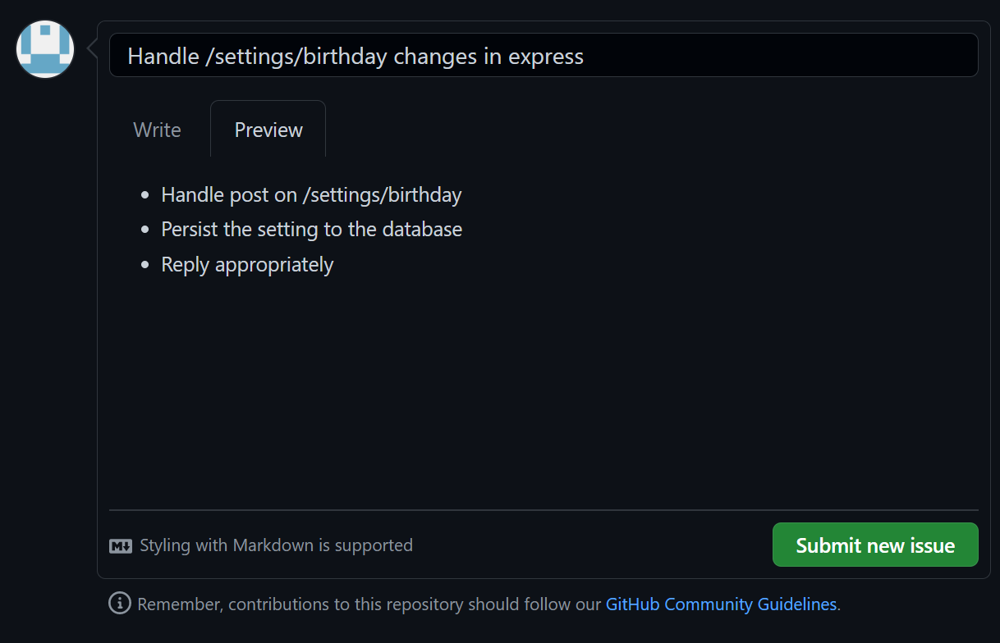 Handle /settings/birthday changes in express
Write
Preview
Handle post on /settings/birthday
Persist the setting to the database
Reply appropriately
Styling with Markdown is supported
Submit new issue
Remember, contributions to this repository should follow our GitHub Community Guidelines.